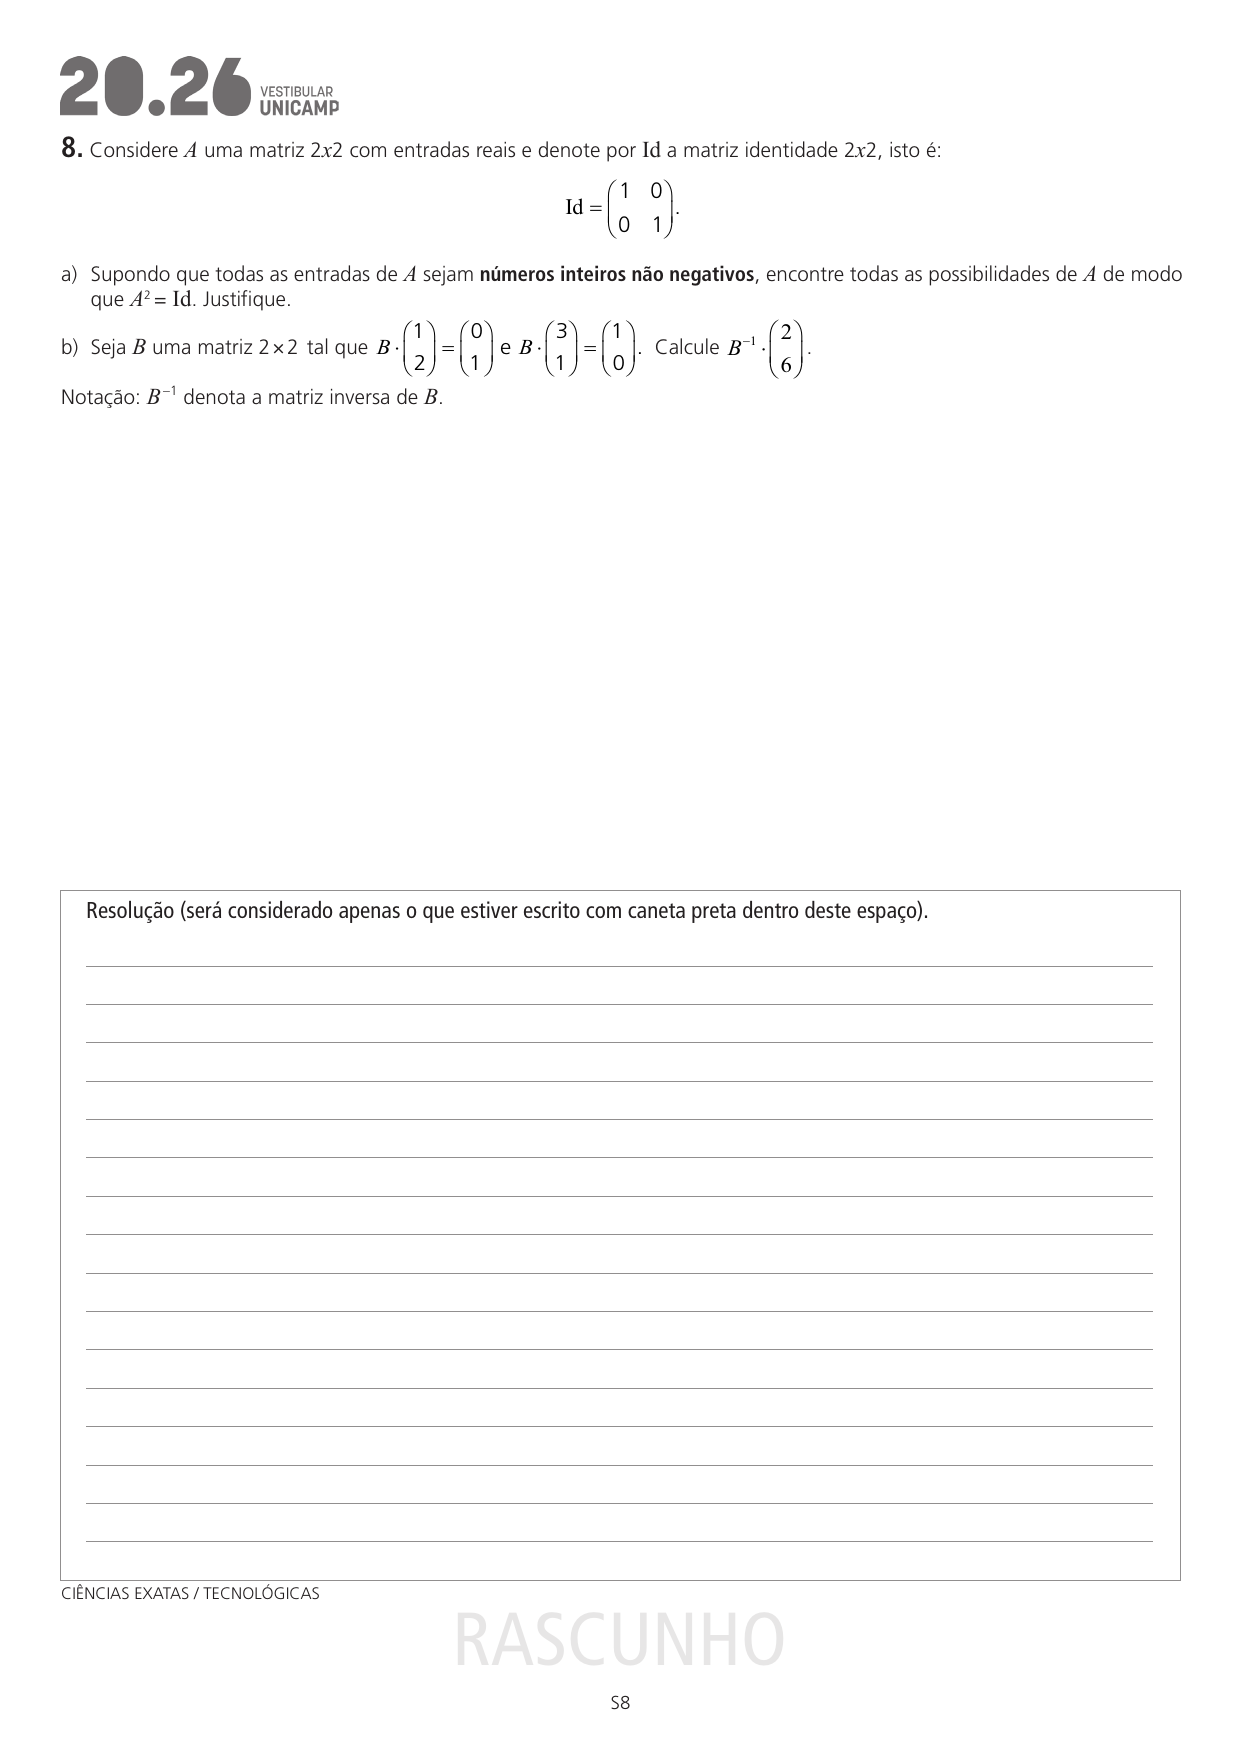 20.26 VESTIBULAR UNICAMP
8. Considere A uma matriz 2x2 com entradas reais e denote por Id a matriz identidade 2x2, isto é:
Id = (1 0
0 1).
a) Supondo que todas as entradas de A sejam números inteiros não negativos, encontre todas as possibilidades de A de modo
que A² = Id. Justifique.
b) Seja B uma matriz 2 × 2 tal que B · (1 2) = (0 1) e B · (3 1) = (1 0). Calcule B⁻¹ · (2 6).
Notação: B⁻¹ denota a matriz inversa de B.
Resolução (será considerado apenas o que estiver escrito com caneta preta dentro deste espaço).
CIÊNCIAS EXATAS / TECNOLÓGICAS
RASCUNHO
S8